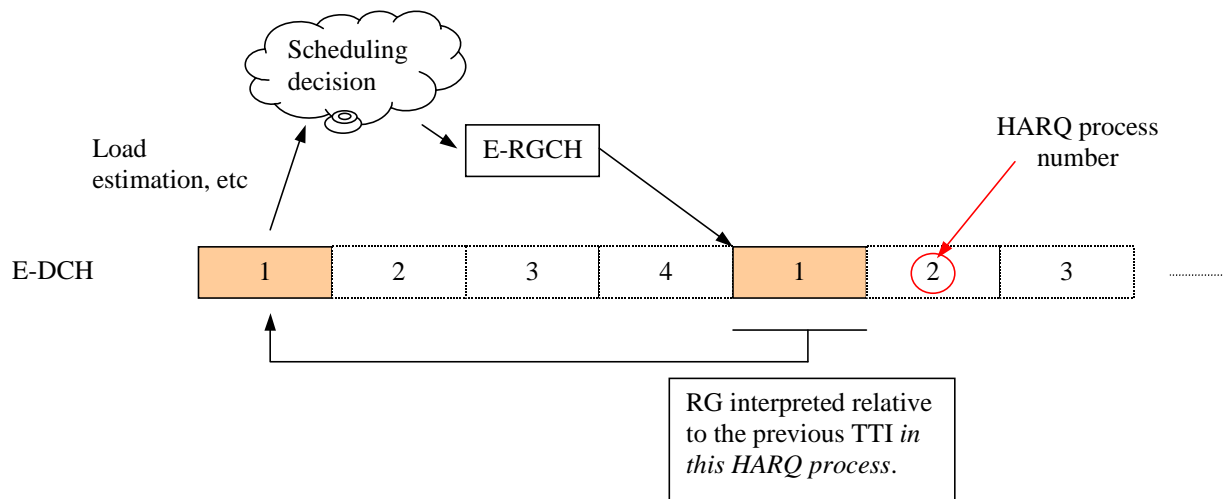 Scheduling
decision
E-RGCH
HARQ process
number
Load
estimation, etc
E-DCH
1
2
3
4
1
2
3
RG interpreted relative
to the previous TTI in
this HARQ process.